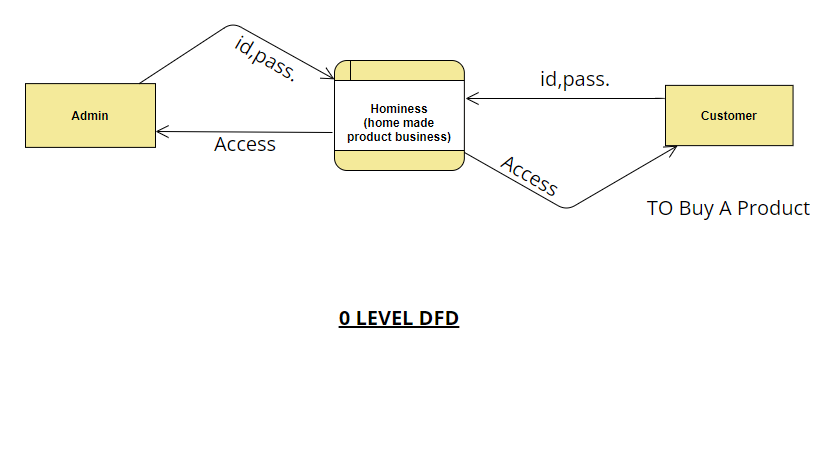 id,pass.
Admin
Access
Hominess
(home made
product business)
id,pass.
Access
Customer
TO Buy A Product
0 LEVEL DFD